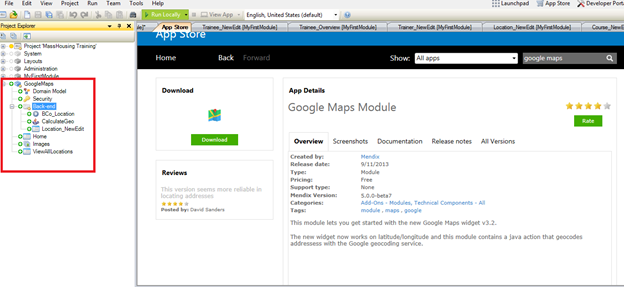 File Edit View Project Run Team Tools Help
Launchpad App Store Developer Porta
Run Locally View App English, United States (default)
App Store Trainee_NewEdit [MyFirstModule] Trainee_Overview [MyFirstModule] Trainer_NewEdit [MyFirstModule] Location_NewEdit [MyFirstModule] Course_New
Project Explorer
Project 'MassHousing Training'
System
Layouts
Administration
MyFirstModule
GoogleMaps
Domain Model
Security
Back-end
BCo_Location
CalculateGeo
Location_NewEdit
Home
Images
ViewAllLocations
App Store
Home Back Forward Show: All apps google maps
Download
Download
Reviews
This version seems more reliable in
locating addresses
Posted by: David Sanders
App Details
Google Maps Module
Rate
Overview Screenshots Documentation Release notes All Versions
Created by: Mendix
Release date: 9/11/2013
Type: Module
Pricing: Free
Support type: None
Mendix Version: 5.0.0-beta7
Categories: Add-Ons - Modules, Technical Components - All
Tags: module , maps , google
This module lets you get started with the new Google Maps widget v3.2.
The new widget now works on latitude/longitude and this module contains a java action that geocodes
addressess with the Google geocoding service.